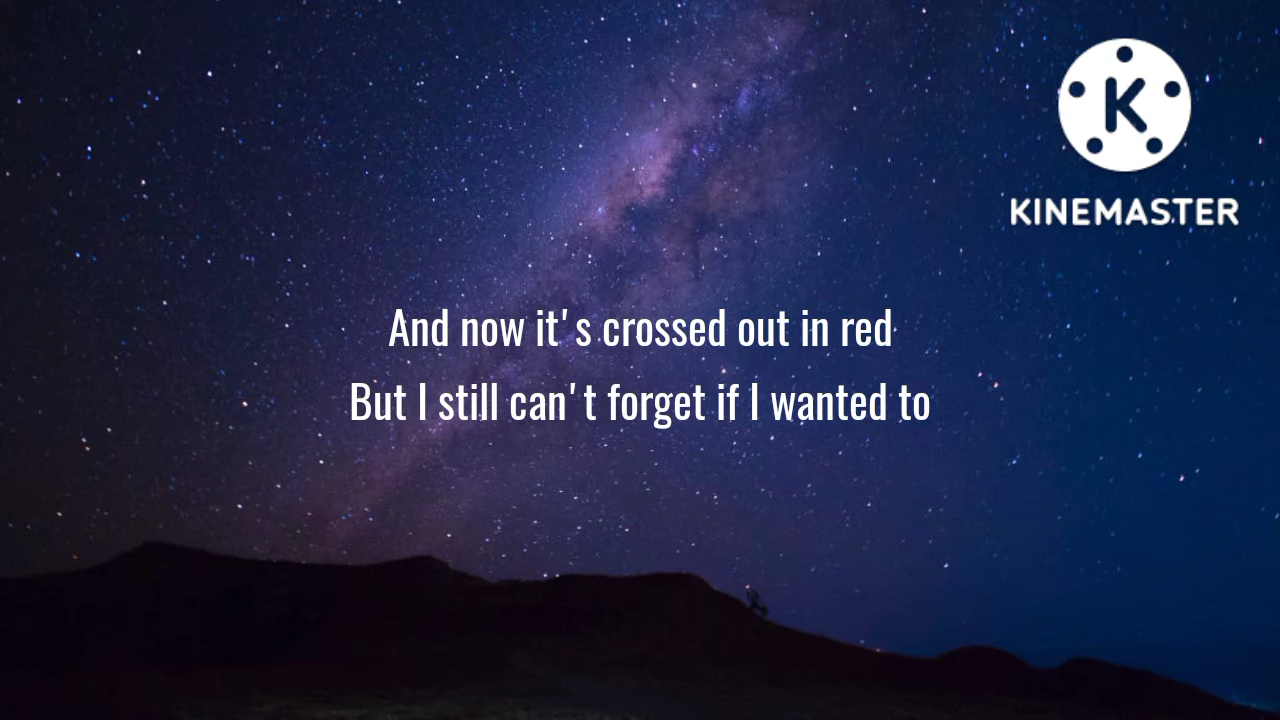 K
KINEMASTER
And now it's crossed out in red
But I still can't forget if I wanted to